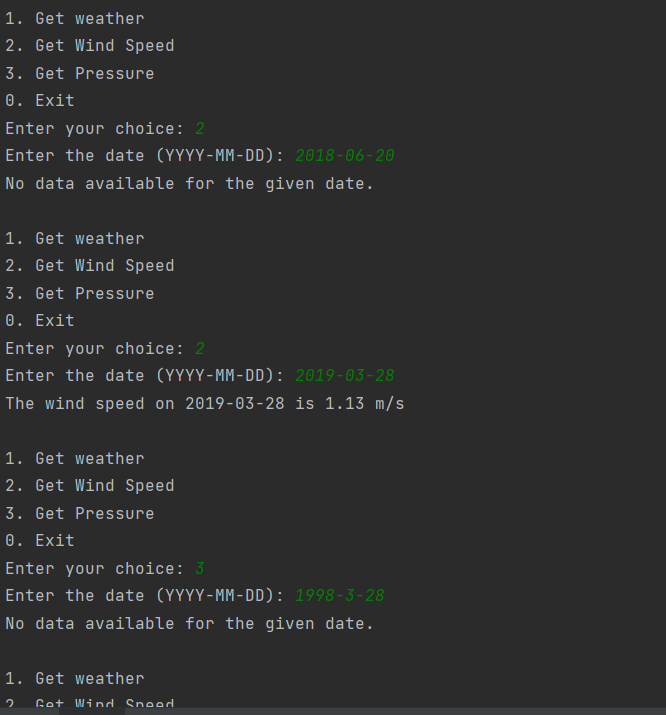 1. Get weather
2. Get Wind Speed
3. Get Pressure
0. Exit
Enter your choice: 2
Enter the date (YYYY-MM-DD): 2018-06-20
No data available for the given date.
1. Get weather
2. Get Wind Speed
3. Get Pressure
0. Exit
Enter your choice: 2
Enter the date (YYYY-MM-DD): 2019-03-28
The wind speed on 2019-03-28 is 1.13 m/s
1. Get weather
2. Get Wind Speed
3. Get Pressure
0. Exit
Enter your choice: 3
Enter the date (YYYY-MM-DD): 1998-3-28
No data available for the given date.
1. Get weather
2. Get Wind Speed